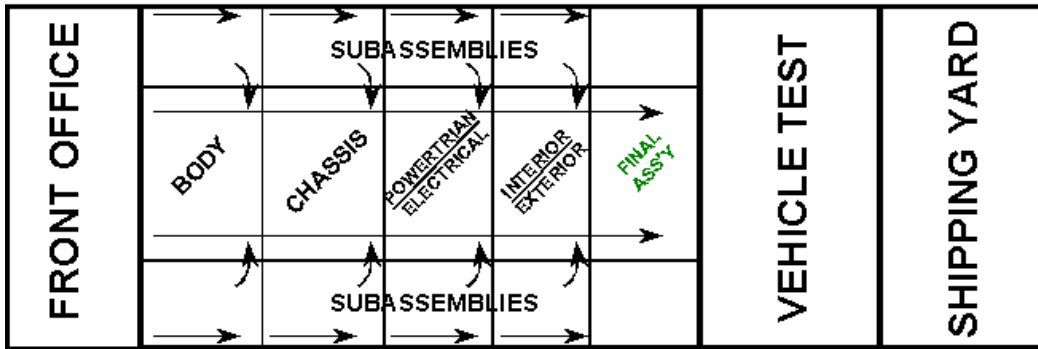 FRONT OFFICE
SUBASSEMBLIES
BODY
CHASSIS
POWERTRIAN
ELECTRICAL
INTERIOR
EXTERIOR
FINAL
ASS'Y
SUBASSEMBLIES
VEHICLE TEST
SHIPPING YARD